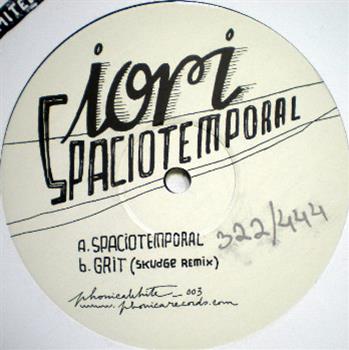 iori
SPACIOTEMPORAL
a. SPACIOTEMPORAL
b. GRIT (SKUDGE REMIX)
322/444
phonicawhite_003
www.phonicarecords.com